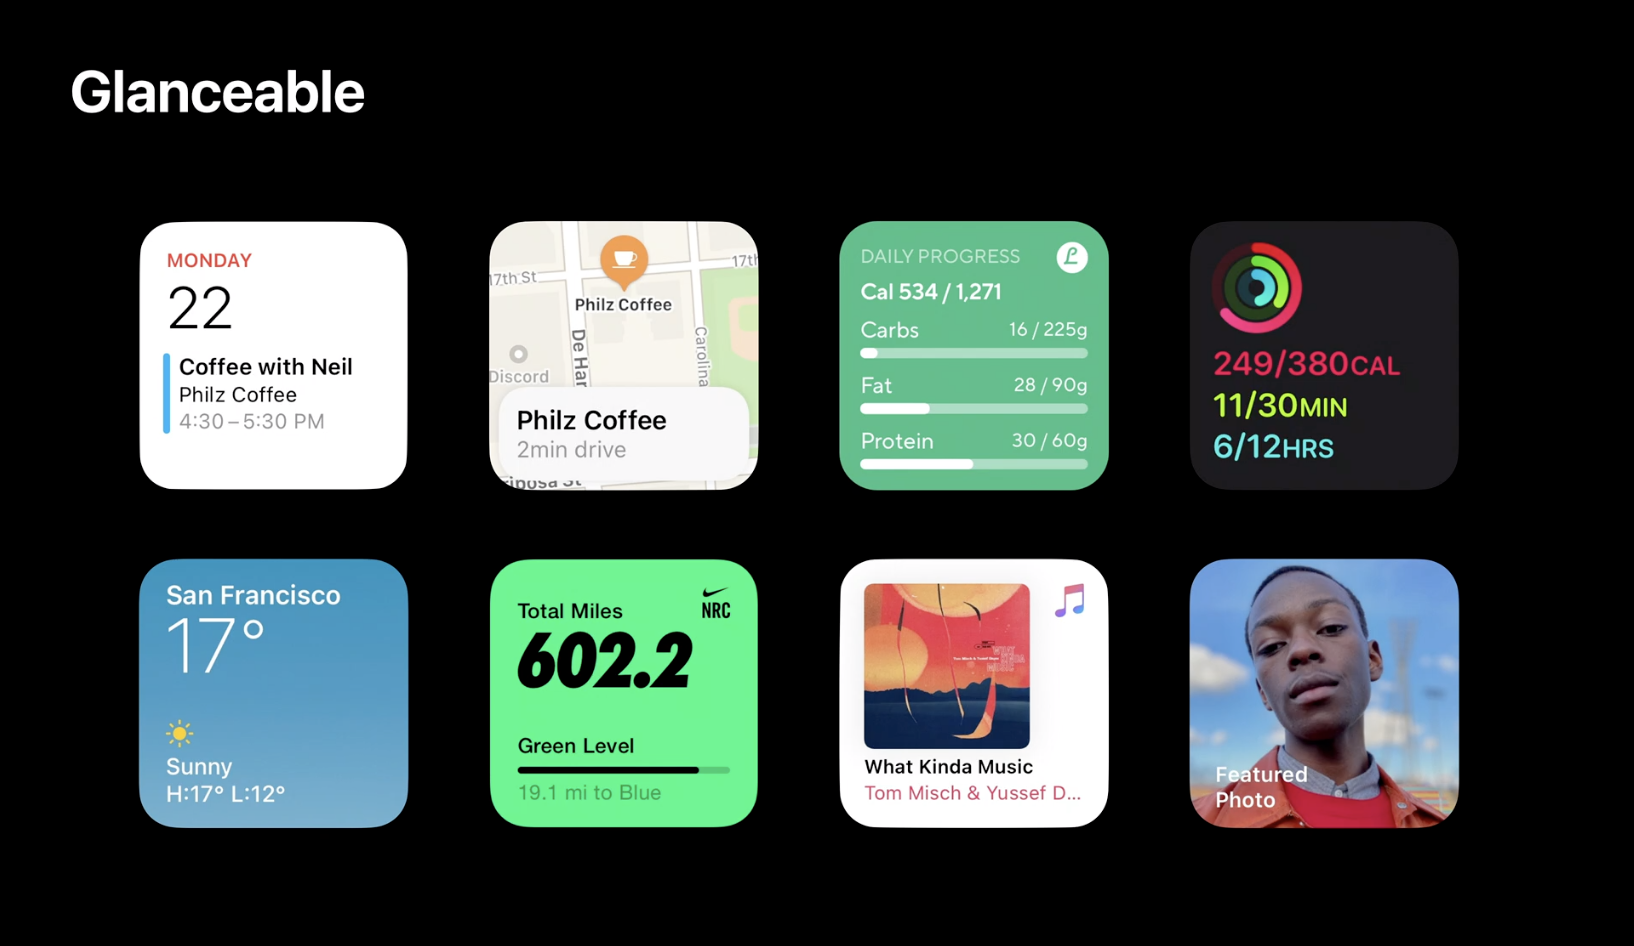 Glanceable
MONDAY
22
Coffee with Neil
Philz Coffee
4:30 – 5:30 PM
17th St
17th
Philz Coffee
De Har
Carolina
Discord
Philz Coffee
2min drive
riposa St
DAILY PROGRESS
Cal 534 / 1,271
Carbs 16 / 225g
Fat 28 / 90g
Protein 30 / 60g
249/380CAL
11/30MIN
6/12HRS
San Francisco
17°
Sunny
H:17° L:12°
Total Miles
NRC
602.2
Green Level
19.1 mi to Blue
What Kinda Music
Tom Misch & Yussef D...
Featured
Photo